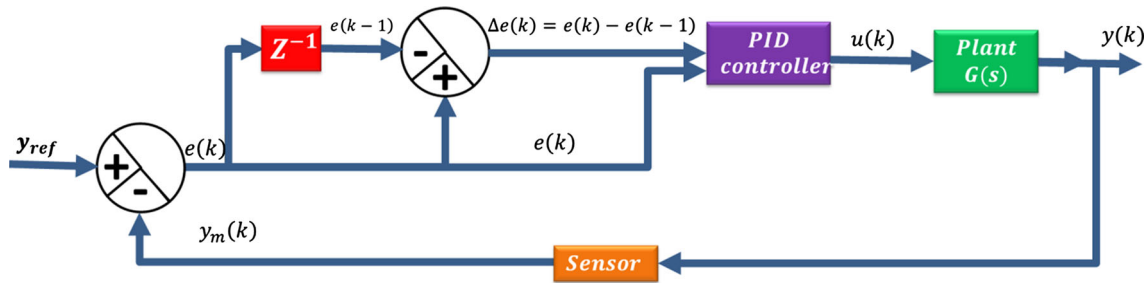 e(k − 1)
Δe(k) = e(k) − e(k − 1)
Z⁻¹
-
+
PID
controller
u(k)
Plant
G(s)
y(k)
y_ref
+
-
e(k)
e(k)
y_m(k)
Sensor